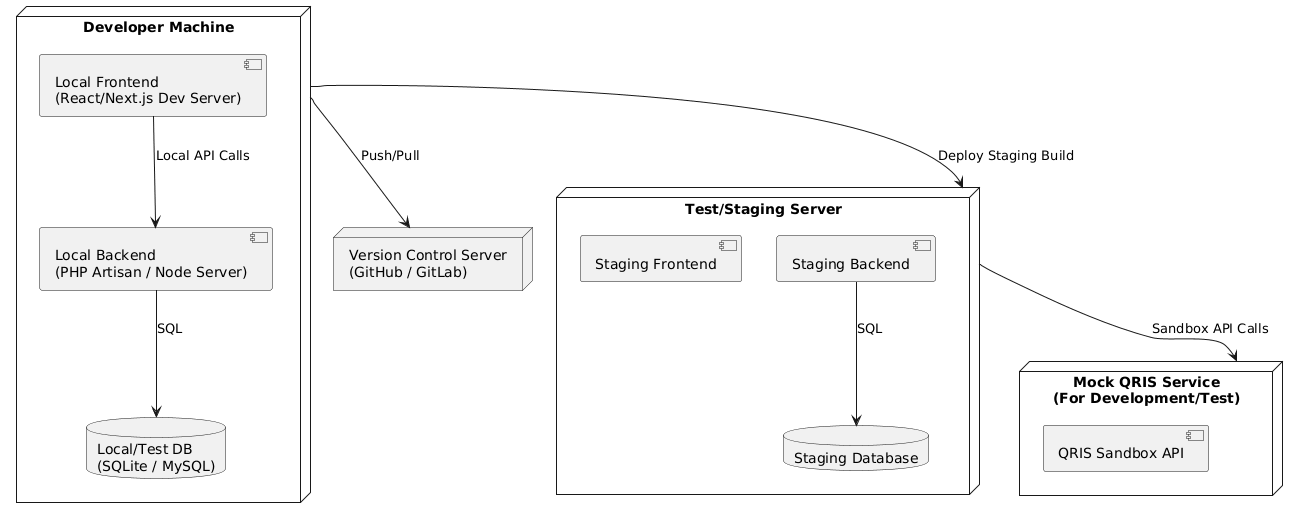 Developer Machine
Local Frontend
(React/Next.js Dev Server)
Local API Calls
Local Backend
(PHP Artisan / Node Server)
SQL
Local/Test DB
(SQLite / MySQL)
Push/Pull
Version Control Server
(GitHub / GitLab)
Deploy Staging Build
Test/Staging Server
Staging Frontend
Staging Backend
SQL
Staging Database
Sandbox API Calls
Mock QRIS Service
(For Development/Test)
QRIS Sandbox API